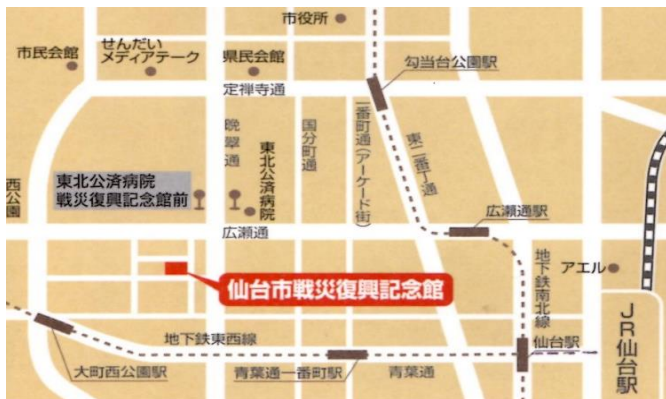 市役所
市民会館
せんだい
メディアテーク
県民会館
勾当台公園駅
定禅寺通
晩翠通
国分町通
一番町通(アーケード街)
東二番丁通
東北公済病院
西公園
東北公済病院
戦災復興記念館前
広瀬通
広瀬通駅
地下鉄南北線
アエル
仙台市戦災復興記念館
JR仙台駅
地下鉄東西線
仙台駅
大町西公園駅
青葉通一番町駅
青葉通